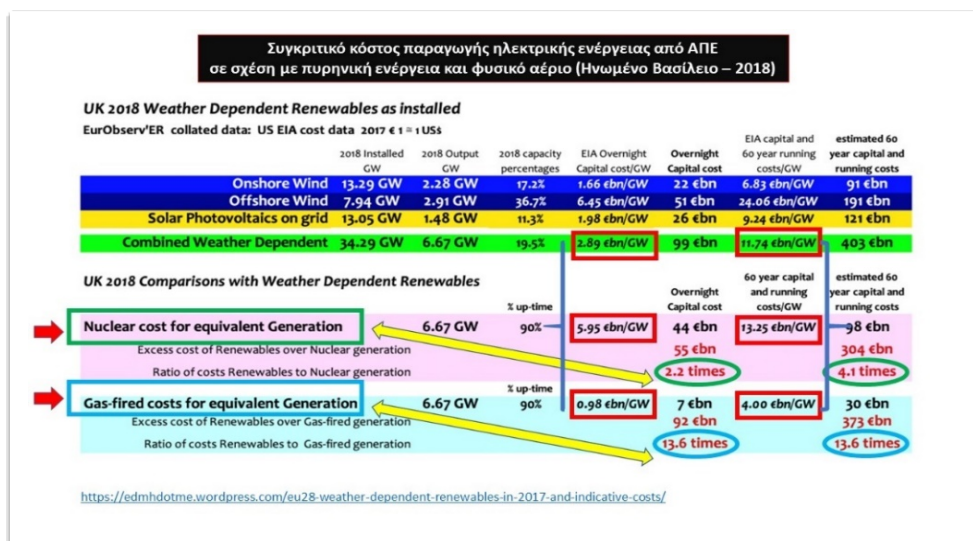 Συγκριτικό κόστος παραγωγής ηλεκτρικής ενέργειας από ΑΠΕ
σε σχέση με πυρηνική ενέργεια και φυσικό αέριο (Ηνωμένο Βασίλειο – 2018)
UK 2018 Weather Dependent Renewables as installed
EurObserv'ER collated data: US EIA cost data 2017 € 1 = 1 US$
2018 Installed GW 2018 Output GW 2018 capacity percentages EIA Overnight Capital cost/GW Overnight Capital cost EIA capital and 60 year running costs/GW estimated 60 year capital and running costs
Onshore Wind 13.29 GW 2.28 GW 17.2% 1.66 €bn/GW 22 €bn 6.83 €bn/GW 91 €bn
Offshore Wind 7.94 GW 2.91 GW 36.7% 6.45 €bn/GW 51 €bn 24.06 €bn/GW 191 €bn
Solar Photovoltaics on grid 13.05 GW 1.48 GW 11.3% 1.98 €bn/GW 26 €bn 9.24 €bn/GW 121 €bn
Combined Weather Dependent 34.29 GW 6.67 GW 19.5% 2.89 €bn/GW 99 €bn 11.74 €bn/GW 403 €bn
UK 2018 Comparisons with Weather Dependent Renewables
% up-time Overnight Capital cost 60 year capital and running costs/GW estimated 60 year capital and running costs
Nuclear cost for equivalent Generation 6.67 GW 90% 5.95 €bn/GW 44 €bn 13.25 €bn/GW 98 €bn
Excess cost of Renewables over Nuclear generation 55 €bn 304 €bn
Ratio of costs Renewables to Nuclear generation 2.2 times 4.1 times
% up-time
Gas-fired costs for equivalent Generation 6.67 GW 90% 0.98 €bn/GW 7 €bn 4.00 €bn/GW 30 €bn
Excess cost of Renewables over Gas-fired generation 92 €bn 373 €bn
Ratio of costs Renewables to Gas-fired generation 13.6 times 13.6 times
https://edmhdotme.wordpress.com/eu28-weather-dependent-renewables-in-2017-and-indicative-costs/